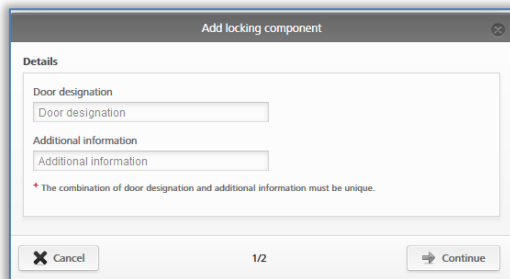 Add locking component
Details
Door designation
Door designation
Additional information
Additional information
* The combination of door designation and additional information must be unique.
Cancel 1/2 Continue